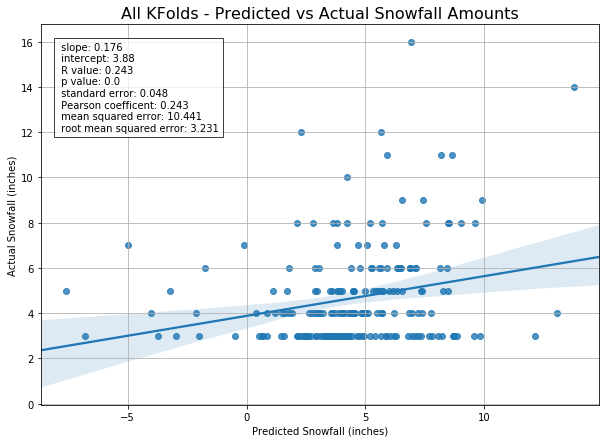 All KFolds - Predicted vs Actual Snowfall Amounts
16
14
12
10
8
6
4
2
0
Actual Snowfall (inches)
slope: 0.176
intercept: 3.88
R value: 0.243
p value: 0.0
standard error: 0.048
Pearson coefficent: 0.243
mean squared error: 10.441
root mean squared error: 3.231
−5 0 5 10
Predicted Snowfall (inches)